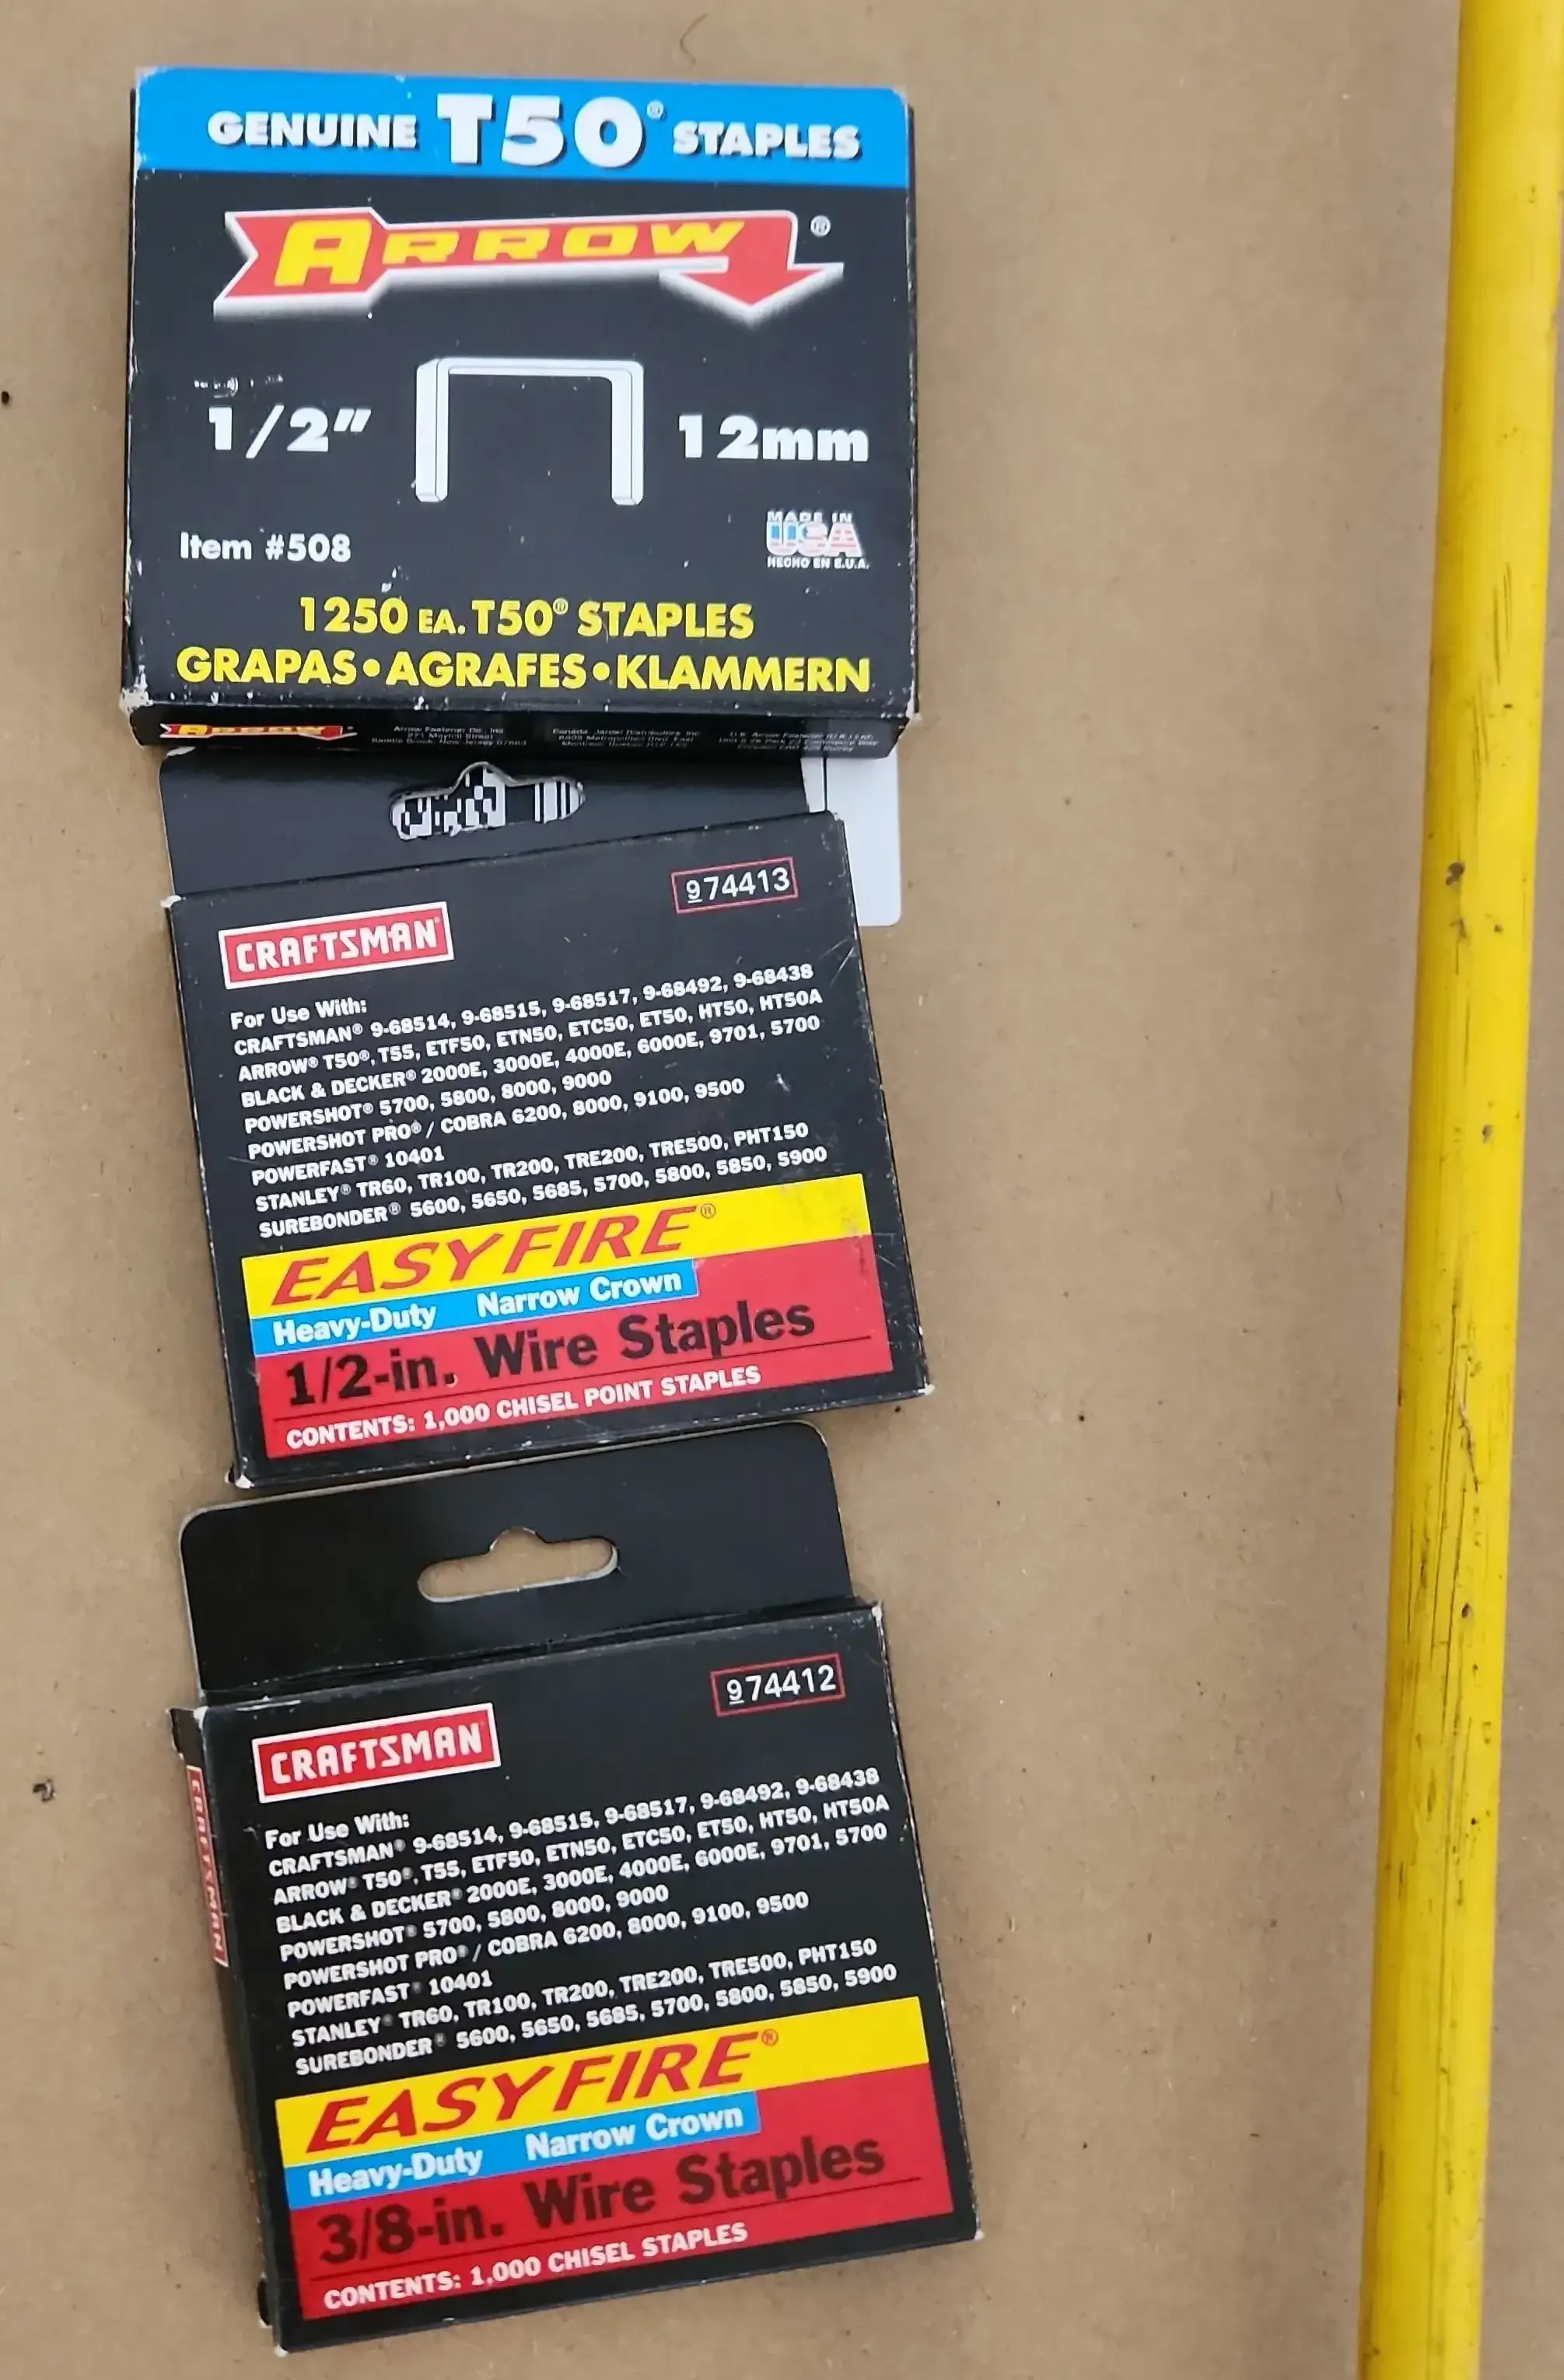 GENUINE T50® STAPLES
ARROW®
1/2" 12mm
Item #508
MADE IN
USA
HECHO EN E.U.A.
1250 EA. T50® STAPLES
GRAPAS • AGRAFES • KLAMMERN
ARROW
974413
CRAFTSMAN
For Use With:
CRAFTSMAN® 9-68514, 9-68515, 9-68517, 9-68492, 9-68438
ARROW® T50®, T55, ETF50, ETN50, ETC50, ET50, HT50, HT50A
BLACK & DECKER® 2000E, 3000E, 4000E, 6000E, 9701, 5700
POWERSHOT® 5700, 5800, 8000, 9000
POWERSHOT PRO® / COBRA 6200, 8000, 9100, 9500
POWERFAST® 10401
STANLEY® TR60, TR100, TR200, TRE200, TRE500, PHT150
SUREBONDER® 5600, 5650, 5685, 5700, 5800, 5850, 5900
EASYFIRE®
Heavy-Duty Narrow Crown
1/2-in. Wire Staples
CONTENTS: 1,000 CHISEL POINT STAPLES
974412
CRAFTSMAN
CRAFTSMAN
For Use With:
CRAFTSMAN® 9-68514, 9-68515, 9-68517, 9-68492, 9-68438
ARROW® T50®, T55, ETF50, ETN50, ETC50, ET50, HT50, HT50A
BLACK & DECKER® 2000E, 3000E, 4000E, 6000E, 9701, 5700
POWERSHOT® 5700, 5800, 8000, 9000
POWERSHOT PRO® / COBRA 6200, 8000, 9100, 9500
POWERFAST® 10401
STANLEY® TR60, TR100, TR200, TRE200, TRE500, PHT150
SUREBONDER® 5600, 5650, 5685, 5700, 5800, 5850, 5900
EASYFIRE®
Heavy-Duty Narrow Crown
3/8-in. Wire Staples
CONTENTS: 1,000 CHISEL STAPLES